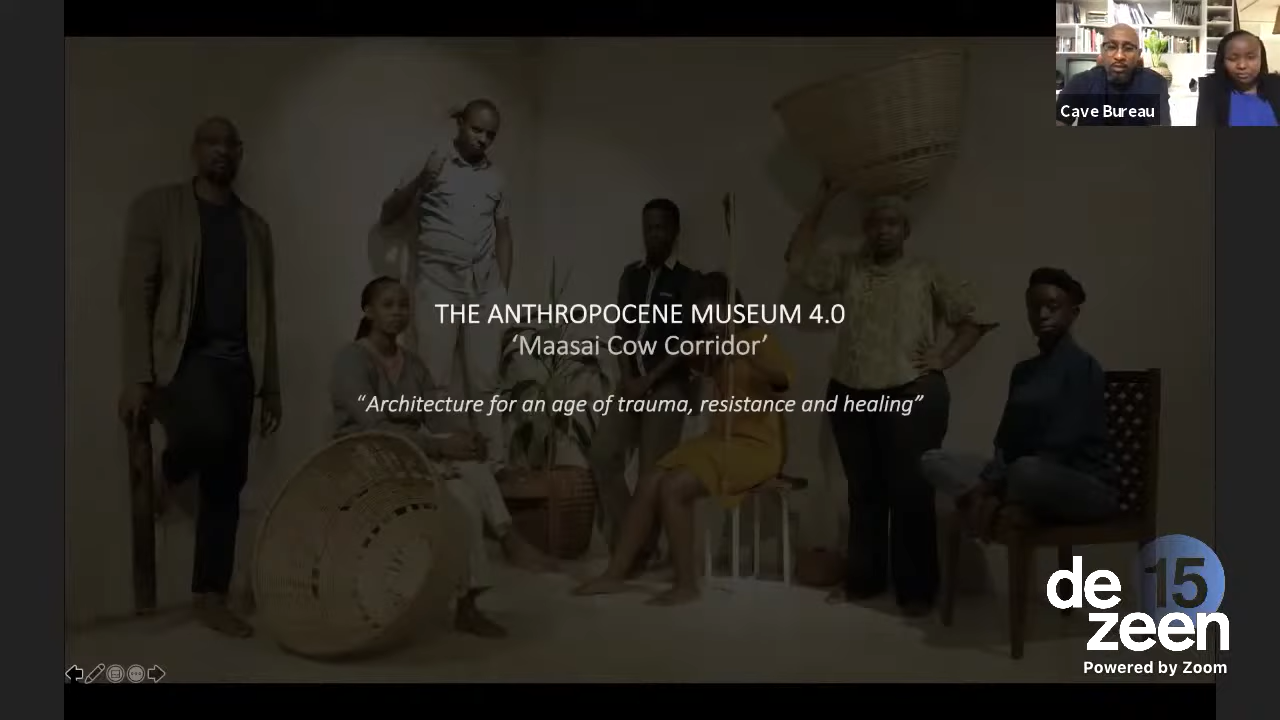 Cave Bureau
THE ANTHROPOCENE MUSEUM 4.0
‘Maasai Cow Corridor’
“Architecture for an age of trauma, resistance and healing”
de 15
zeen
Powered by Zoom